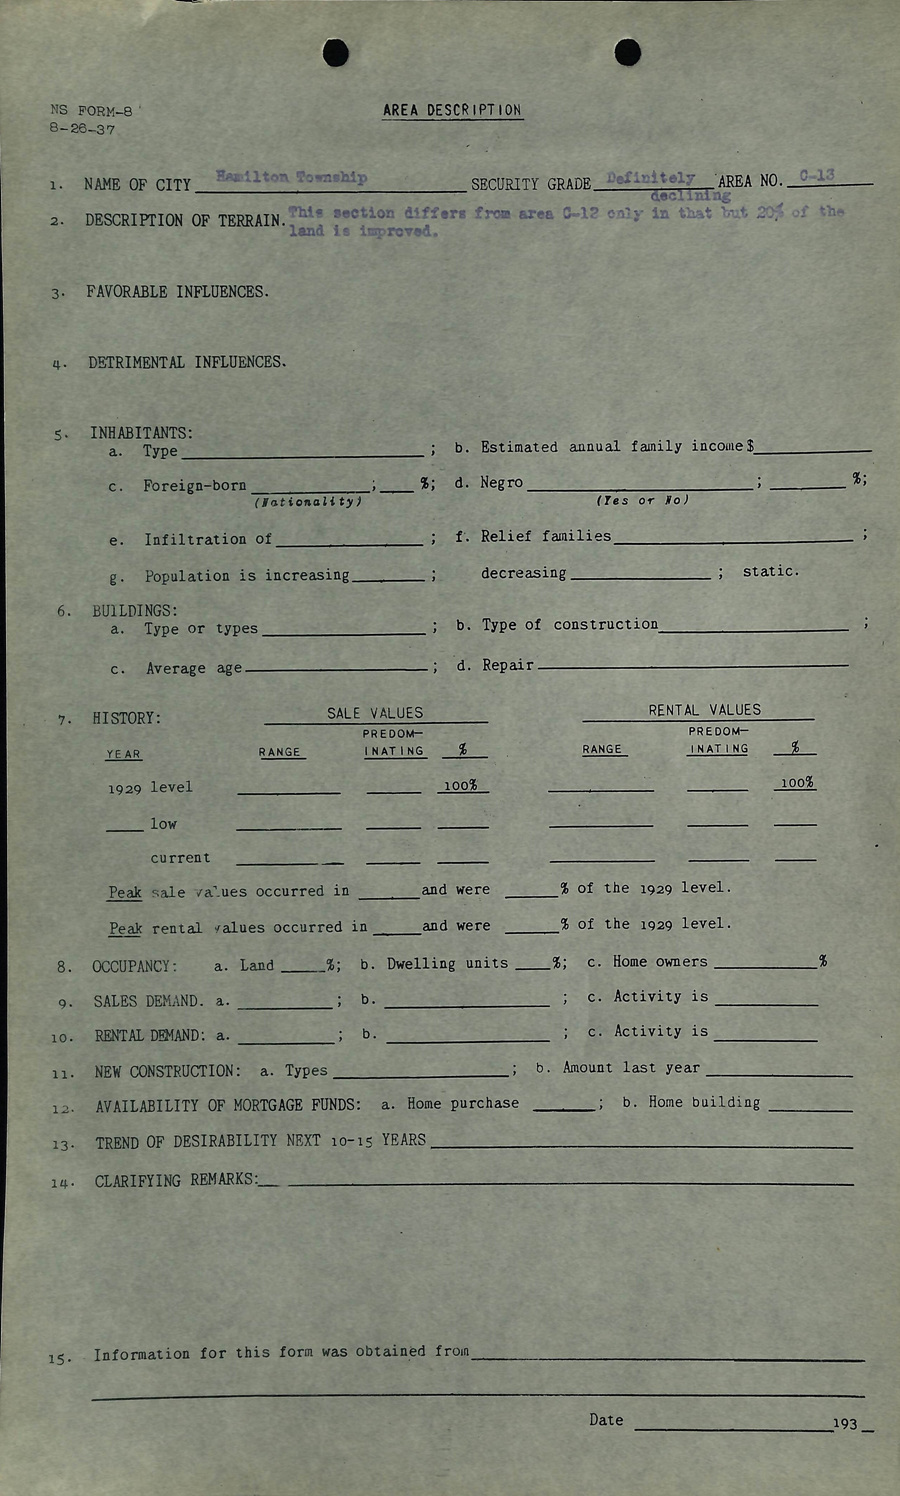 NS FORM-8
8-26-37
AREA DESCRIPTION
1. NAME OF CITY Hamilton Township SECURITY GRADE Definitely declining AREA NO. C-13
2. DESCRIPTION OF TERRAIN. This section differs from area C-12 only in that but 20% of the
land is improved.
3. FAVORABLE INFLUENCES.
4. DETRIMENTAL INFLUENCES.
5. INHABITANTS:
a. Type ; b. Estimated annual family income $
c. Foreign-born ; %; d. Negro ; %;
(Nationality) (Yes or No)
e. Infiltration of ; f. Relief families ;
g. Population is increasing ; decreasing ; static.
6. BUILDINGS:
a. Type or types ; b. Type of construction ;
c. Average age ; d. Repair
7. HISTORY: SALE VALUES RENTAL VALUES
PREDOM- PREDOM-
YEAR RANGE INATING % RANGE INATING %
1929 level 100% 100%
low
current
Peak sale values occurred in and were % of the 1929 level.
Peak rental values occurred in and were % of the 1929 level.
8. OCCUPANCY: a. Land %; b. Dwelling units %; c. Home owners %
9. SALES DEMAND. a. ; b. ; c. Activity is
10. RENTAL DEMAND: a. ; b. ; c. Activity is
11. NEW CONSTRUCTION: a. Types ; b. Amount last year
12. AVAILABILITY OF MORTGAGE FUNDS: a. Home purchase ; b. Home building
13. TREND OF DESIRABILITY NEXT 10-15 YEARS
14. CLARIFYING REMARKS:
15. Information for this form was obtained from
Date 193